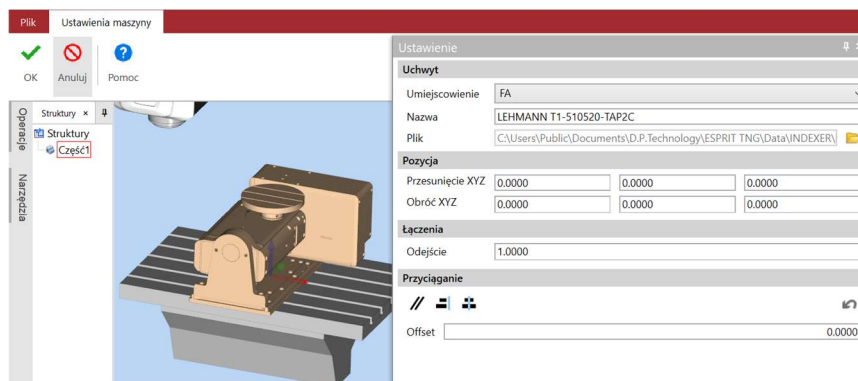 Plik Ustawienia maszyny
OK Anuluj Pomoc
Ustawienie
Uchwyt
Umiejscowienie FA
Nazwa LEHMANN T1-510520-TAP2C
Plik C:\Users\Public\Documents\D.P.Technology\ESPRIT TNG\Data\INDEXER\
Pozycja
Przesunięcie XYZ 0.0000 0.0000 0.0000
Obróć XYZ 0.0000 0.0000 0.0000
Łączenia
Odejście 1.0000
Przyciąganie
Offset 0.0000
Operacje
Narzędzia
Struktury ×
Struktury
Część1